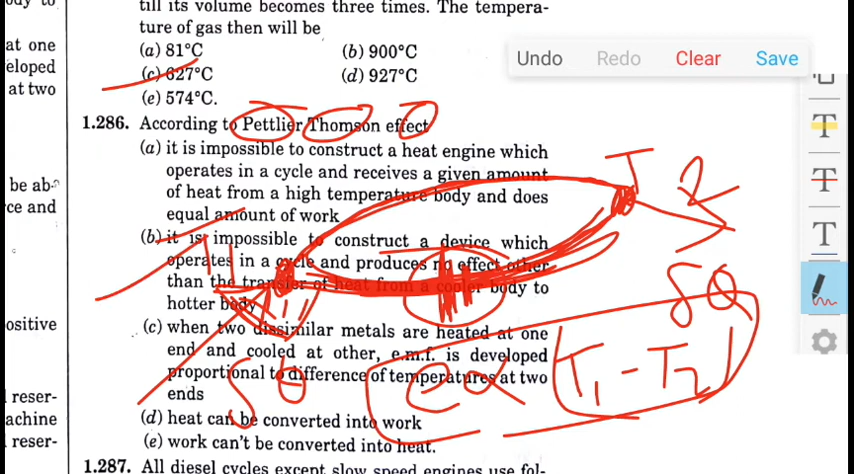 till its volume becomes three times. The tempera-
ture of gas then will be
(a) 81°C (b) 900°C
(c) 627°C (d) 927°C
(e) 574°C.
1.286. According to Pettlier Thomson effect
(a) it is impossible to construct a heat engine which
operates in a cycle and receives a given amount
of heat from a high temperature body and does
equal amount of work
(b) it is impossible to construct a device which
operates in a cycle and produces no effect other
than the transfer of heat from a cooler body to
hotter body
(c) when two dissimilar metals are heated at one
end and cooled at other, e.m.f. is developed
proportional to difference of temperatures at two
ends
(d) heat can be converted into work
(e) work can't be converted into heat.
1.287. All diesel cycles except slow speed engines use fol-
at one
eloped
at two
be ab-
rce and
ositive
reser-
achine
reser-
Undo Redo Clear Save
T
T
T
T2
T1
δθ
δθ
e∝(T1-T2)